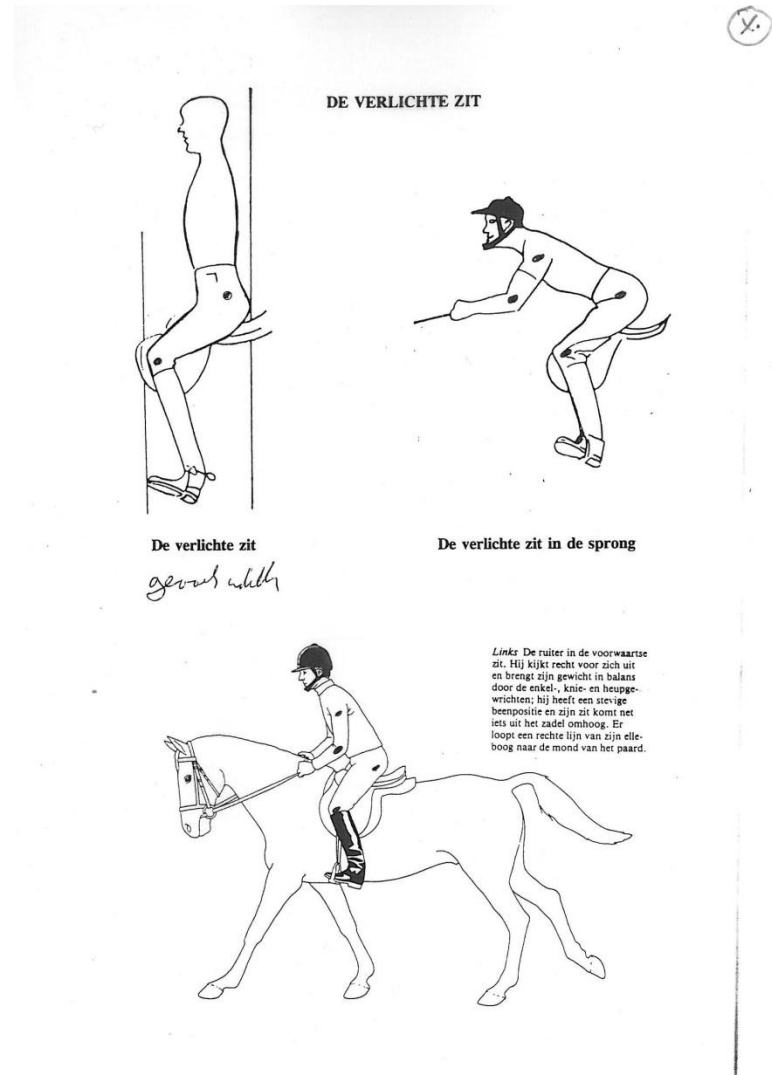 DE VERLICHTE ZIT
De verlichte zit
De verlichte zit in de sprong
Links De ruiter in de voorwaartse
zit. Hij kijkt recht voor zich uit
en brengt zijn gewicht in balans
door de enkel-, knie- en heupge-
wrichten; hij heeft een stevige
beenpositie en zijn zit komt net
iets uit het zadel omhoog. Er
loopt een rechte lijn van zijn elle-
boog naar de mond van het paard.